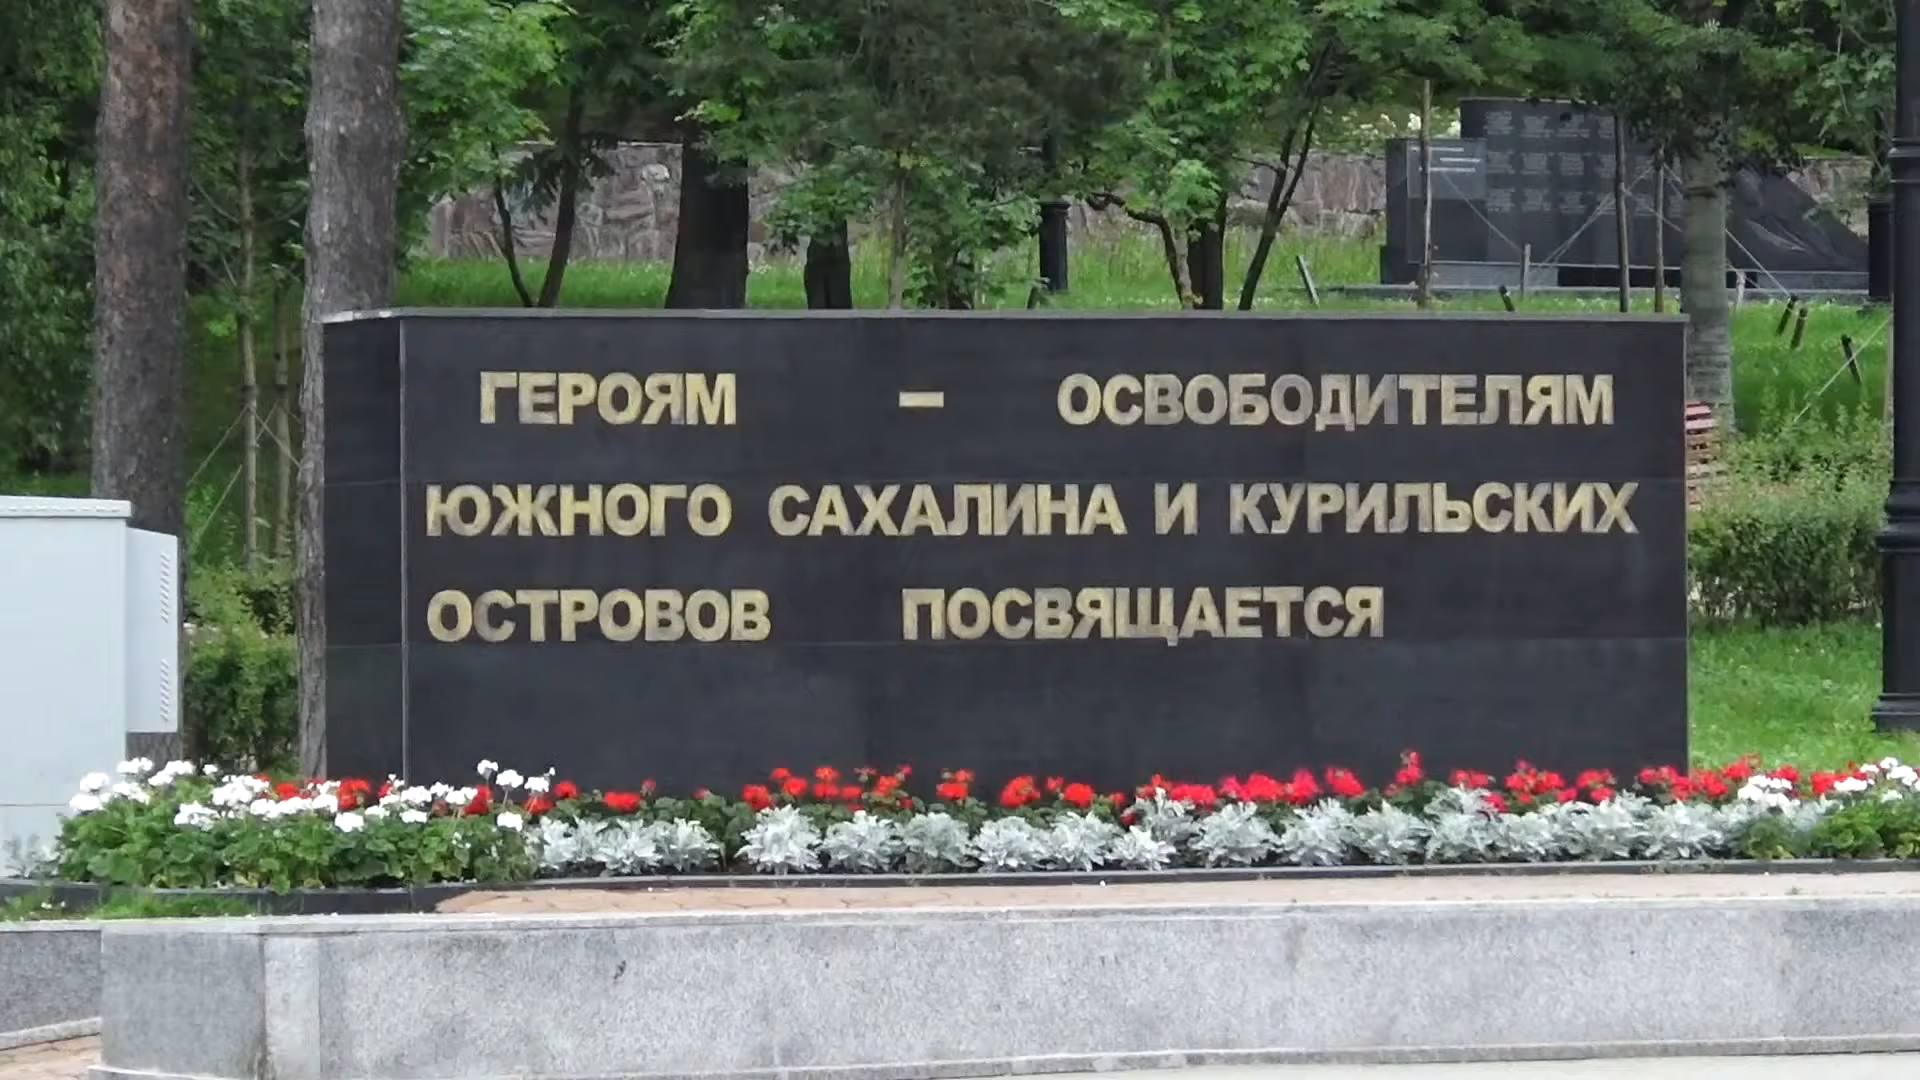 ГЕРОЯМ – ОСВОБОДИТЕЛЯМ
ЮЖНОГО САХАЛИНА И КУРИЛЬСКИХ
ОСТРОВОВ ПОСВЯЩАЕТСЯ